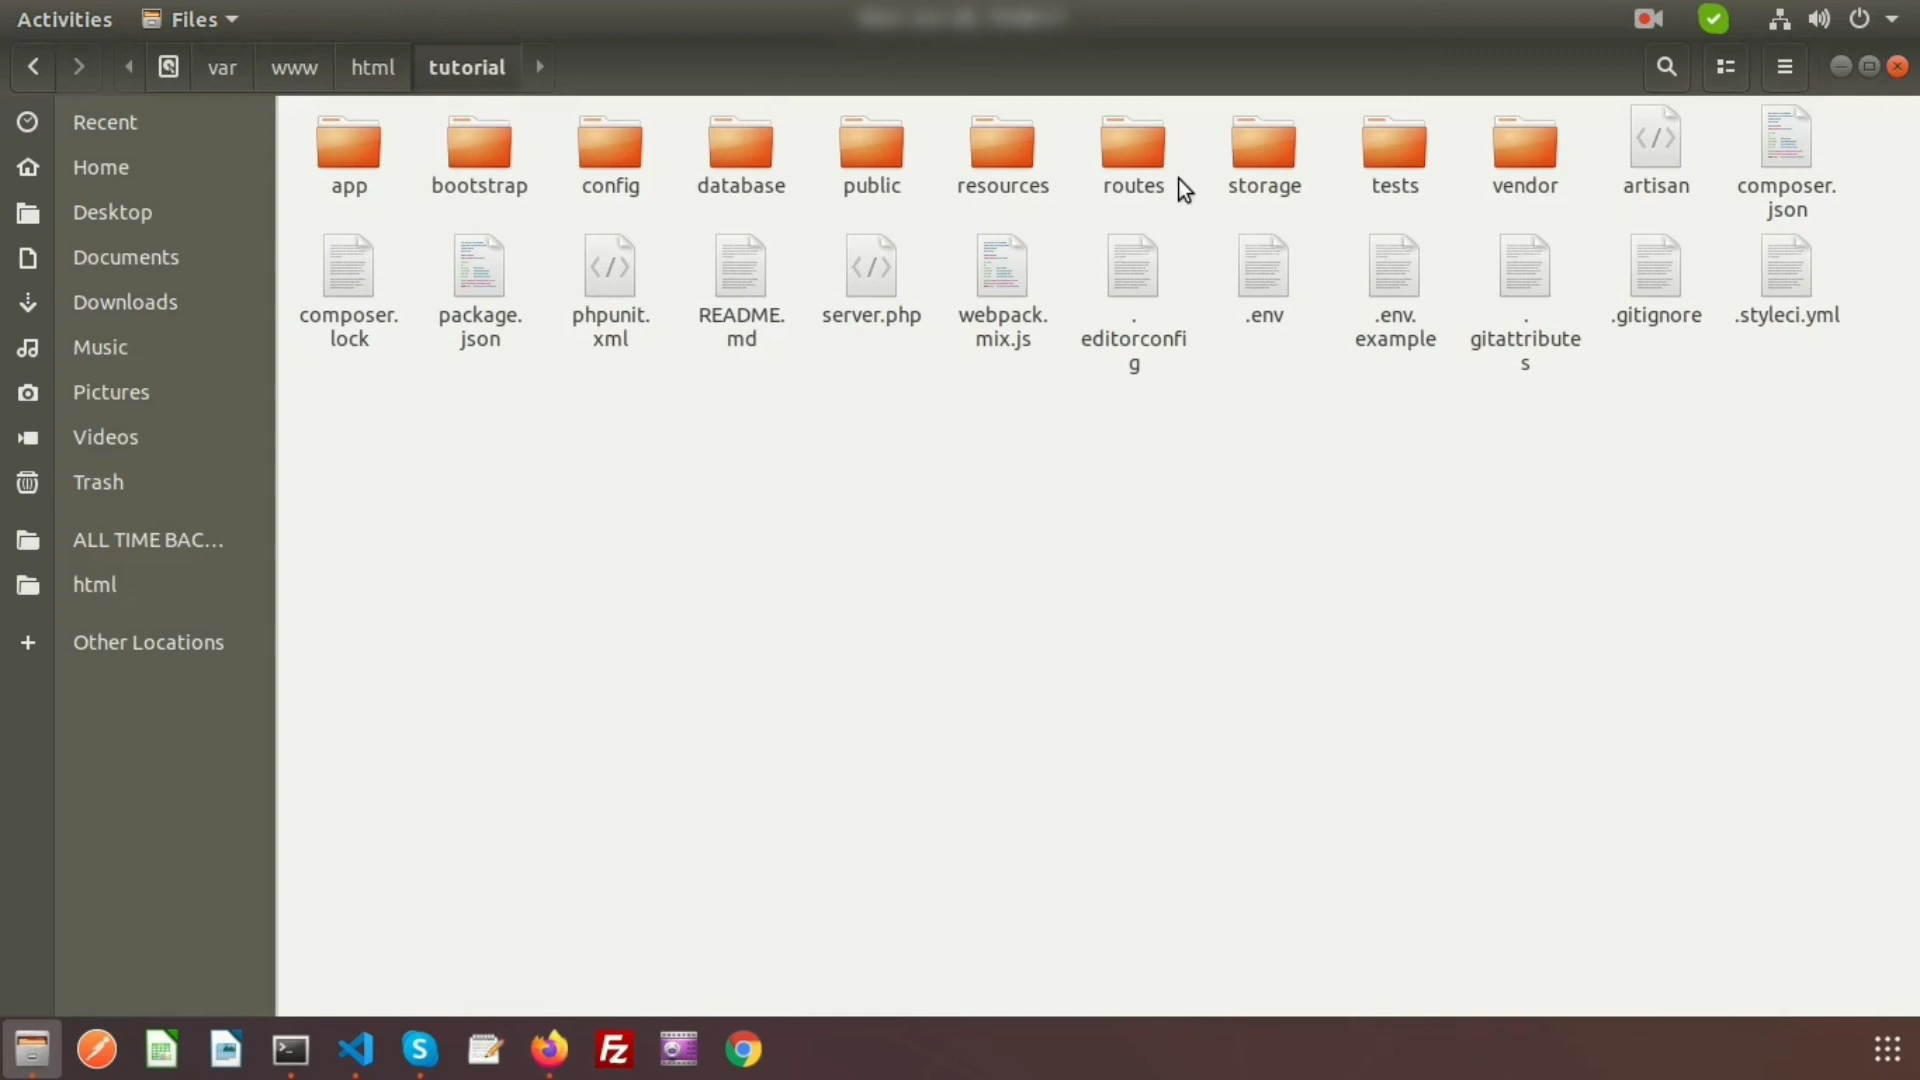 Activities Files
var www html tutorial
Recent
Home
Desktop
Documents
Downloads
Music
Pictures
Videos
Trash
ALL TIME BAC...
html
Other Locations
app bootstrap config database public resources routes storage tests vendor artisan composer.
json
composer. package. phpunit. README. server.php webpack. . .env .env. . .gitignore .styleci.yml
lock json xml md mix.js editorconfi example gitattribute
g s